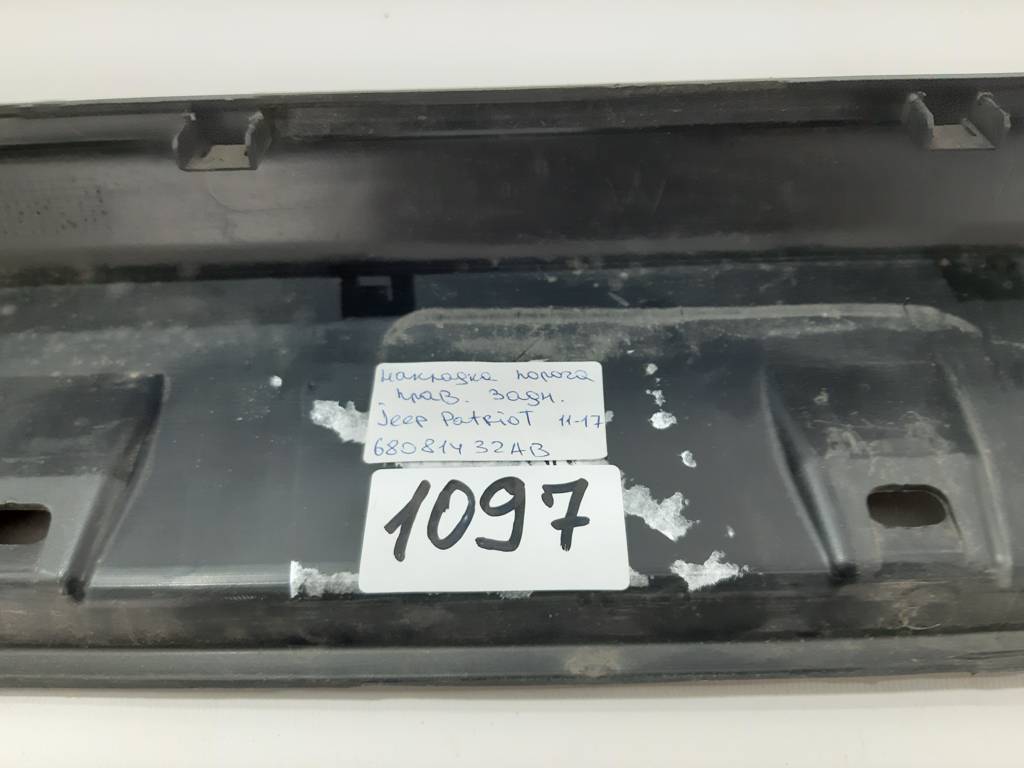 накладка порога
прав. задн.
Jeep PatrioT 11-17
68081432AB
1097